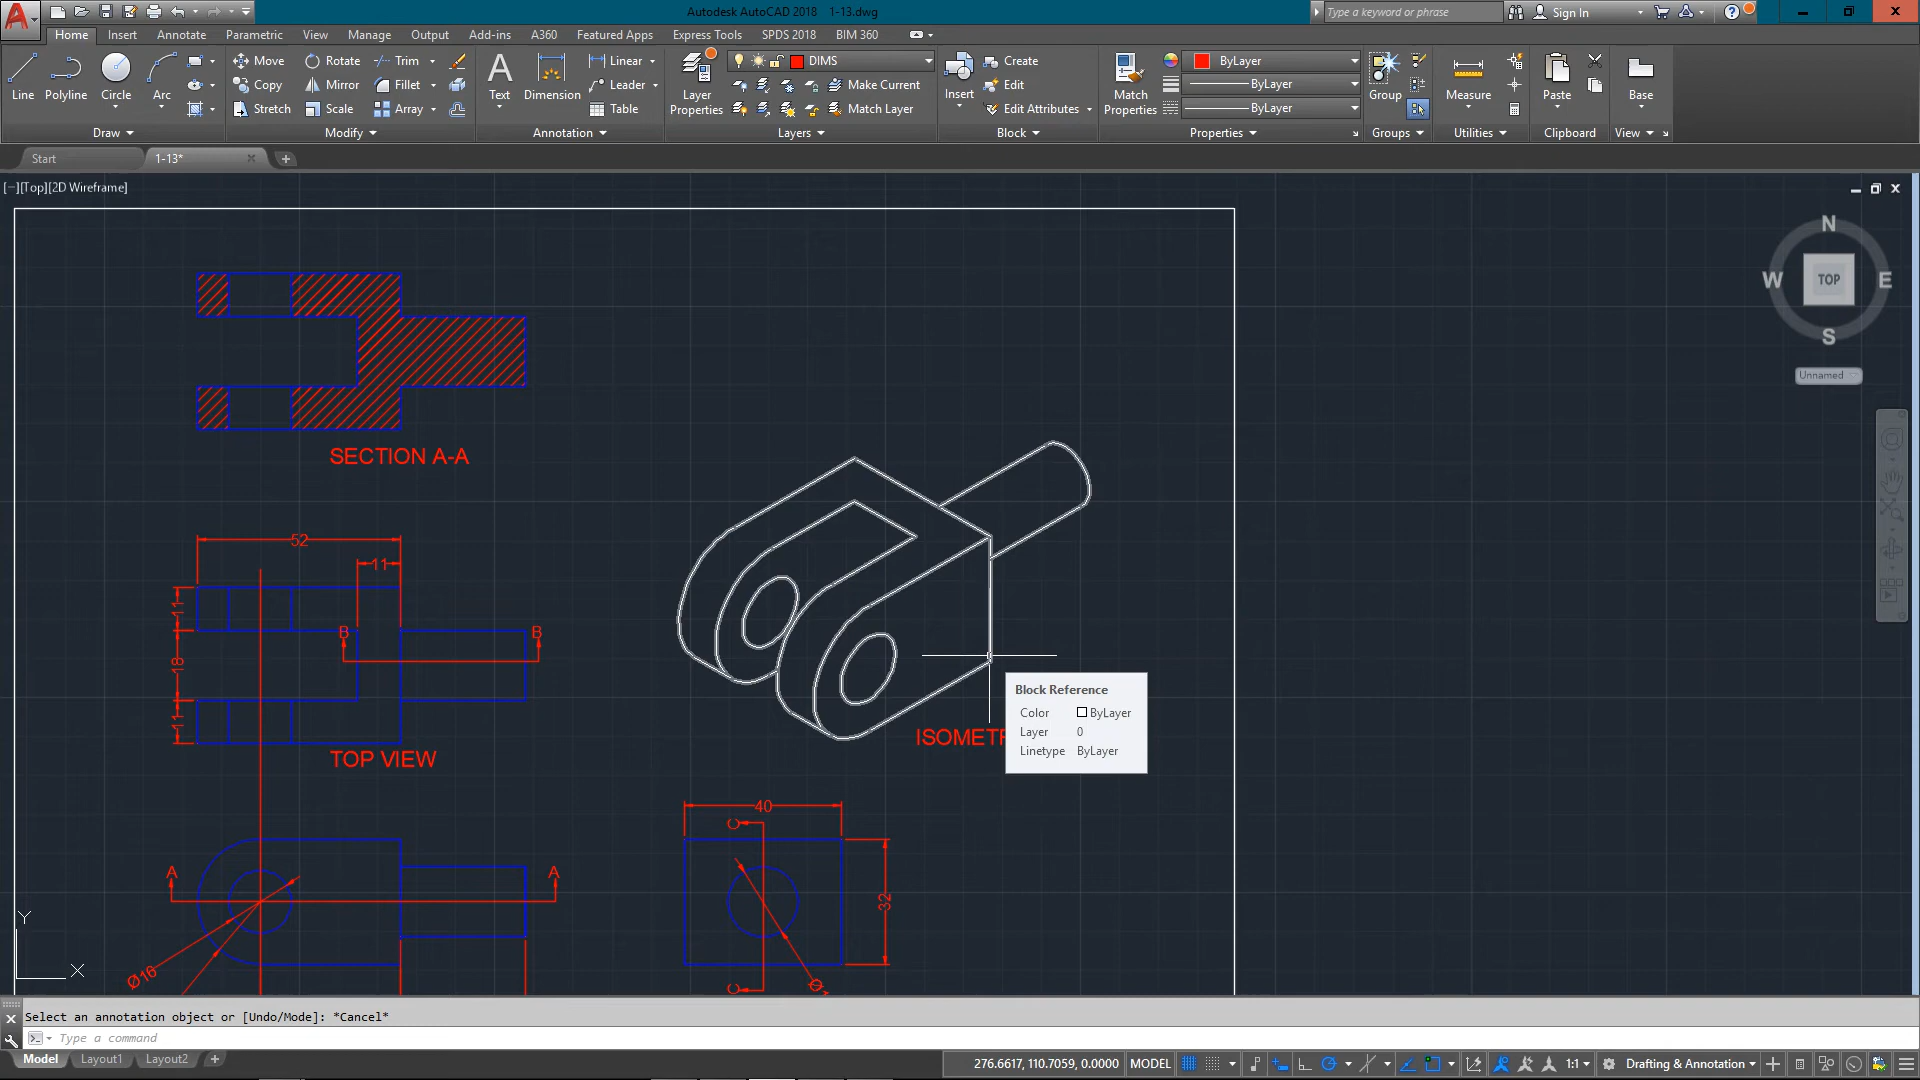 Autodesk AutoCAD 2018 1-13.dwg
Type a keyword or phrase
Sign In
Home Insert Annotate Parametric View Manage Output Add-ins A360 Featured Apps Express Tools SPDS 2018 BIM 360
Line Polyline Circle Arc
Move Rotate Trim
Copy Mirror Fillet
Stretch Scale Array
Text Dimension
Linear
Leader
Table
Layer Properties
DIMS
Make Current
Match Layer
Insert
Create
Edit
Edit Attributes
Match Properties
ByLayer
ByLayer
ByLayer
Group
Measure
Paste
Base
Draw Modify Annotation Layers Block Properties Groups Utilities Clipboard View
Start 1-13*
[−][Top][2D Wireframe]
N
W TOP E
S
Unnamed
SECTION A-A
52
11
11
18
11
B B
TOP VIEW
ISOMET
Block Reference
Color ByLayer
Layer 0
Linetype ByLayer
40
C
32
C
A A
Ø16
Ø
Y
X
Select an annotation object or [Undo/Mode]: *Cancel*
Type a command
Model Layout1 Layout2
276.6617, 110.7059, 0.0000 MODEL 1:1 Drafting & Annotation